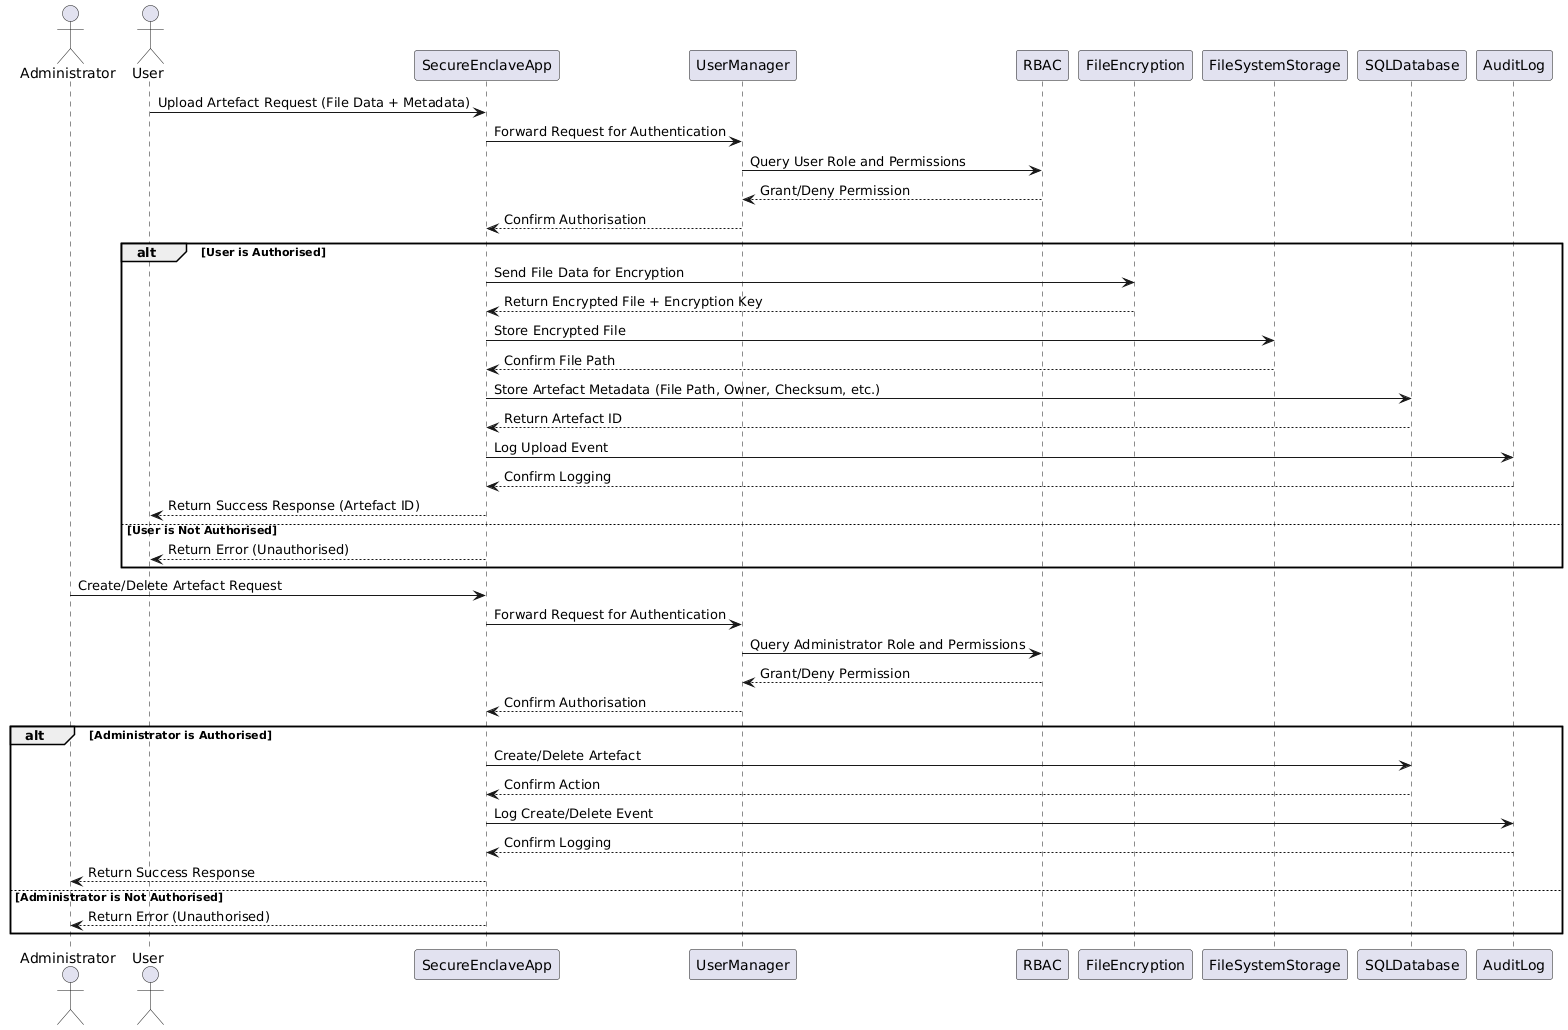 Administrator User
SecureEnclaveApp UserManager RBAC FileEncryption FileSystemStorage SQLDatabase AuditLog
Upload Artefact Request (File Data + Metadata)
Forward Request for Authentication
Query User Role and Permissions
Grant/Deny Permission
Confirm Authorisation
alt [User is Authorised]
Send File Data for Encryption
Return Encrypted File + Encryption Key
Store Encrypted File
Confirm File Path
Store Artefact Metadata (File Path, Owner, Checksum, etc.)
Return Artefact ID
Log Upload Event
Confirm Logging
Return Success Response (Artefact ID)
[User is Not Authorised]
Return Error (Unauthorised)
Create/Delete Artefact Request
Forward Request for Authentication
Query Administrator Role and Permissions
Grant/Deny Permission
Confirm Authorisation
alt [Administrator is Authorised]
Create/Delete Artefact
Confirm Action
Log Create/Delete Event
Confirm Logging
Return Success Response
[Administrator is Not Authorised]
Return Error (Unauthorised)
Administrator User
SecureEnclaveApp UserManager RBAC FileEncryption FileSystemStorage SQLDatabase AuditLog